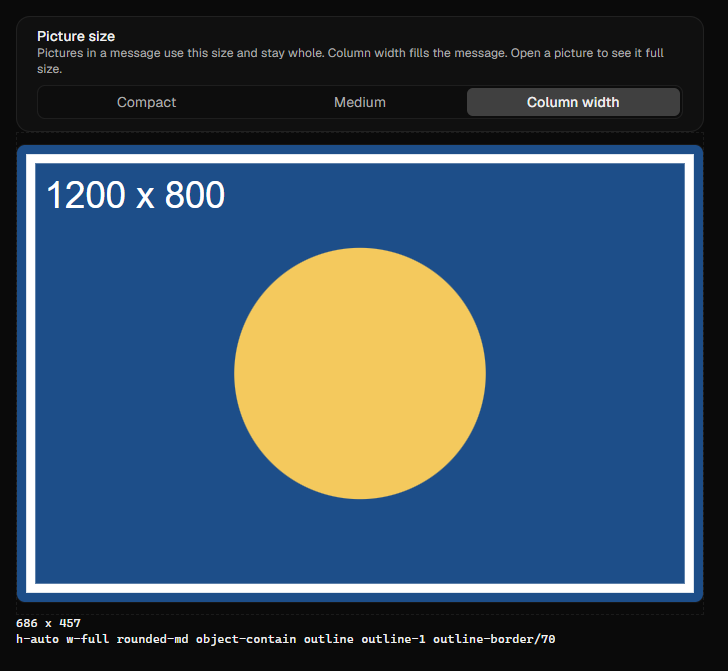 Picture size
Pictures in a message use this size and stay whole. Column width fills the message. Open a picture to see it full
size.
Compact Medium Column width
1200 x 800
686 x 457
h-auto w-full rounded-md object-contain outline outline-1 outline-border/70